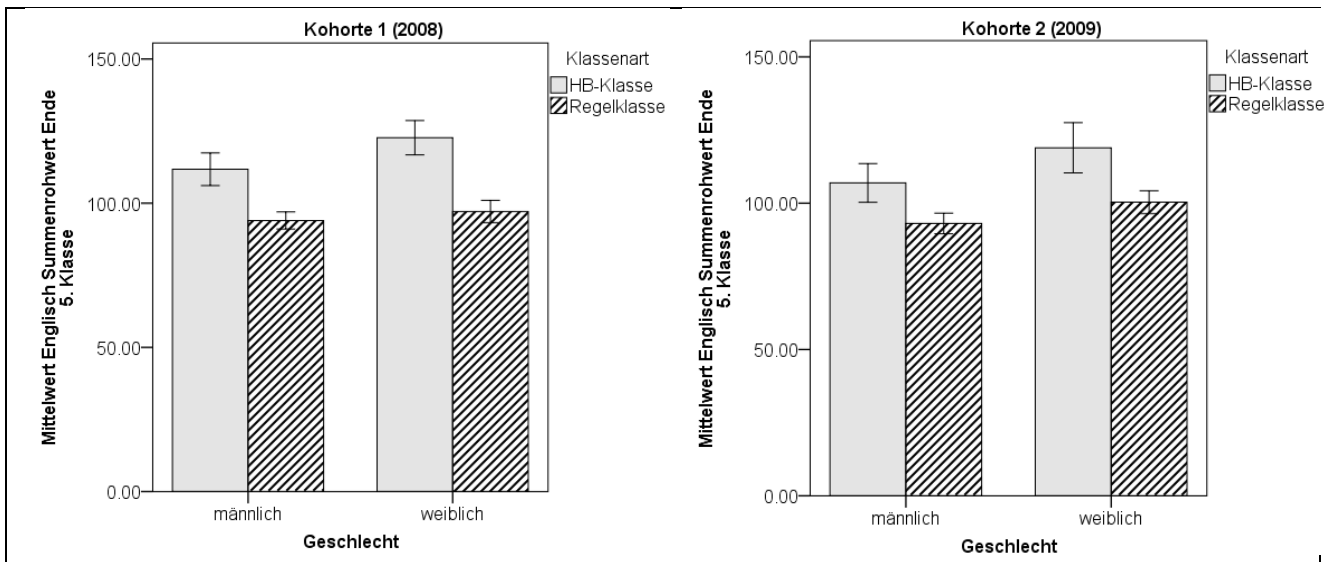 Kohorte 1 (2008)
Klassenart
HB-Klasse
Regelklasse
Mittelwert Englisch Summenrohwert Ende
5. Klasse
150.00
100.00
50.00
0.00
männlich
weiblich
Geschlecht
Kohorte 2 (2009)
Klassenart
HB-Klasse
Regelklasse
Mittelwert Englisch Summenrohwert Ende
5. Klasse
150.00
100.00
50.00
0.00
männlich
weiblich
Geschlecht